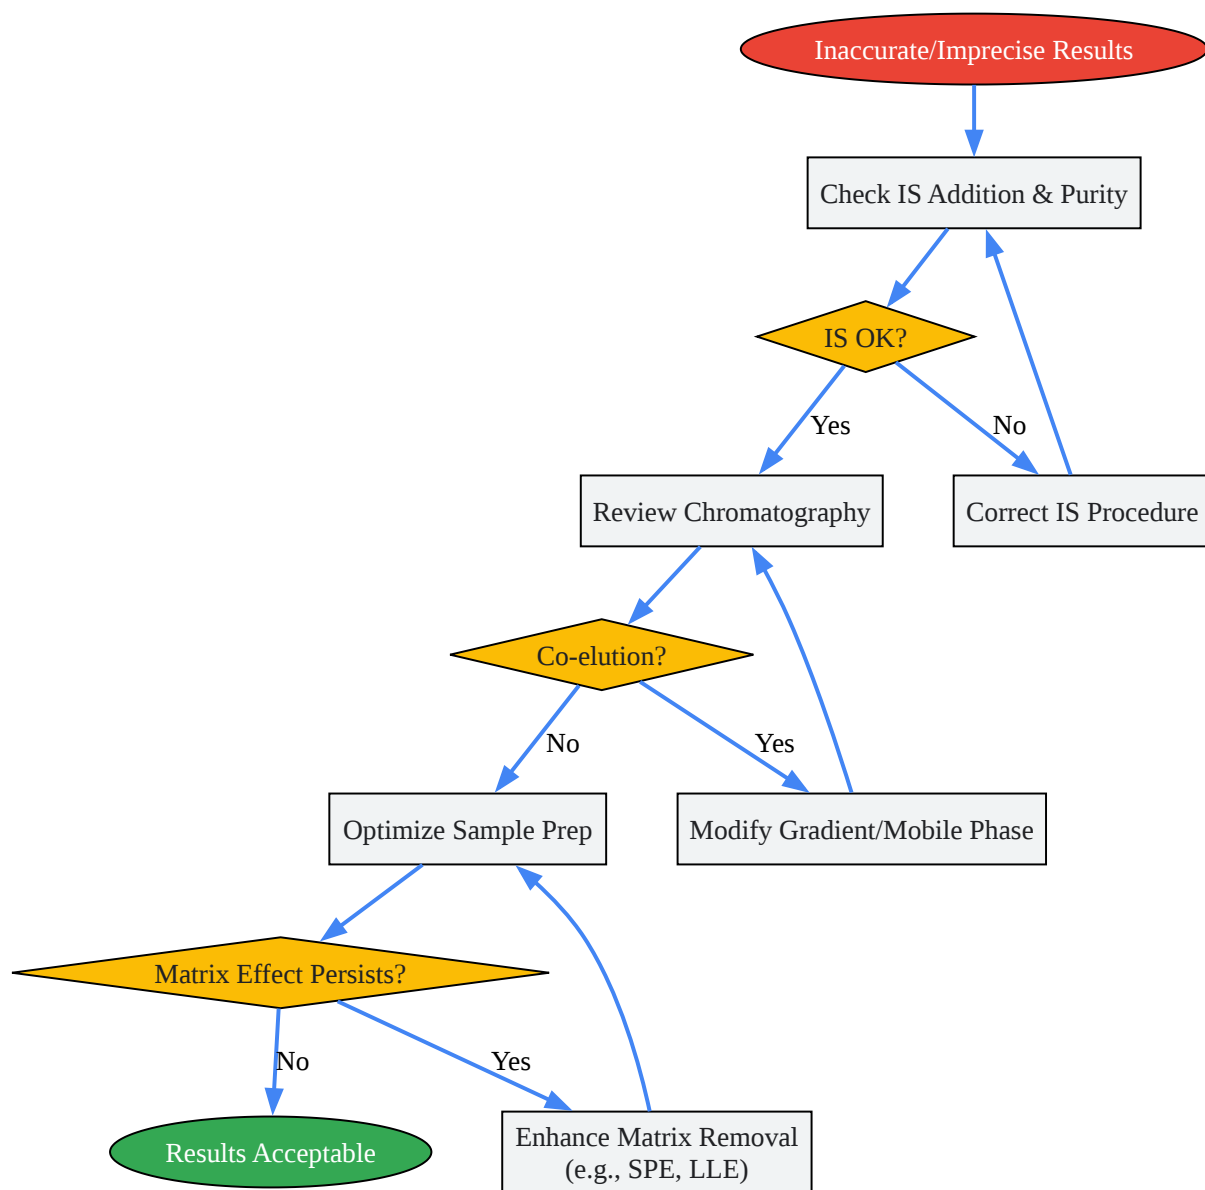 Inaccurate/Imprecise Results
Check IS Addition & Purity
IS OK?
Yes
No
Review Chromatography
Correct IS Procedure
Co-elution?
No
Yes
Optimize Sample Prep
Modify Gradient/Mobile Phase
Matrix Effect Persists?
No
Yes
Results Acceptable
Enhance Matrix Removal
(e.g., SPE, LLE)